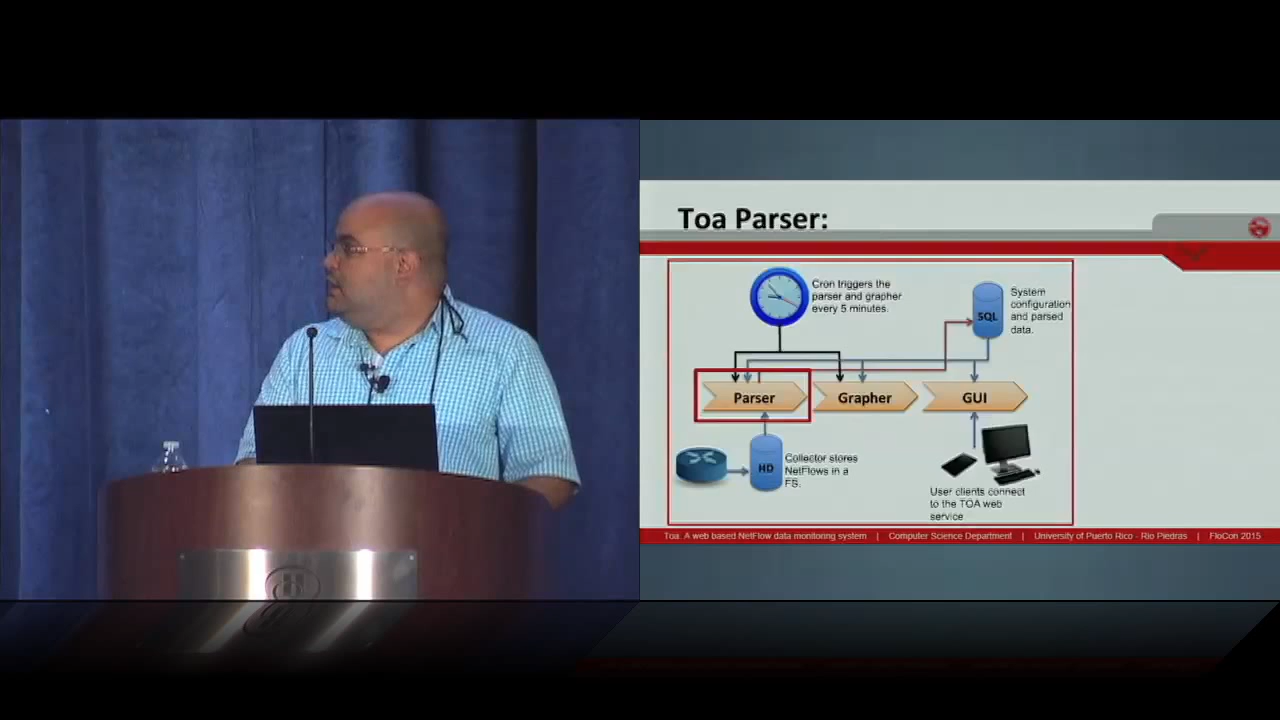 Toa Parser:
Cron triggers the
parser and grapher
every 5 minutes.
SQL
System
configuration
and parsed
data.
Parser
Grapher
GUI
HD
Collector stores
NetFlows in a
FS.
User clients connect
to the TOA web
service
Toa: A web based NetFlow data monitoring system | Computer Science Department | University of Puerto Rico - Rio Piedras | FloCon 2015